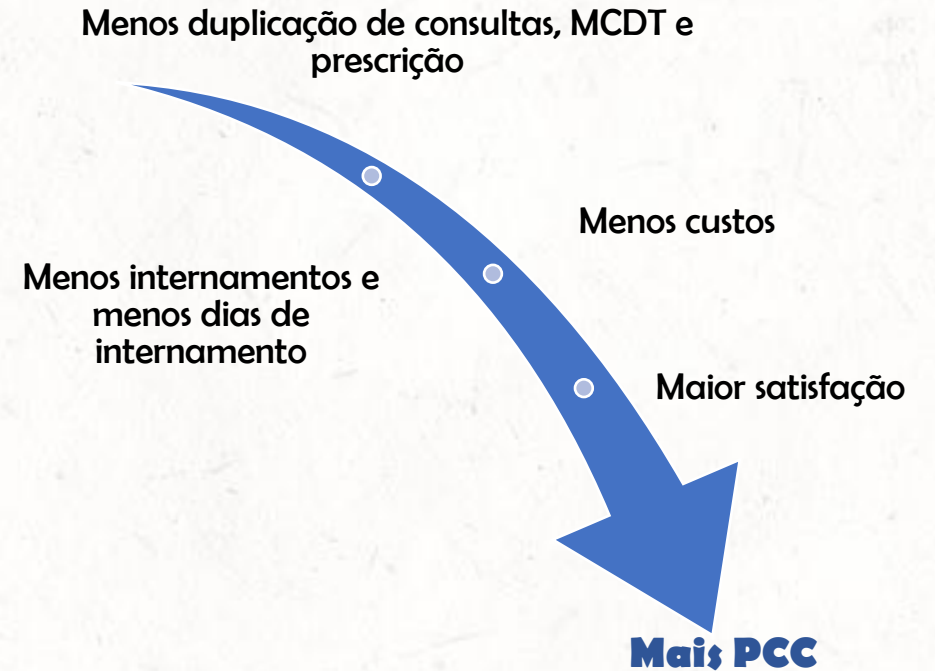 Menos duplicação de consultas, MCDT e
prescrição
Menos custos
Menos internamentos e
menos dias de
internamento
Maior satisfação
Mais PCC